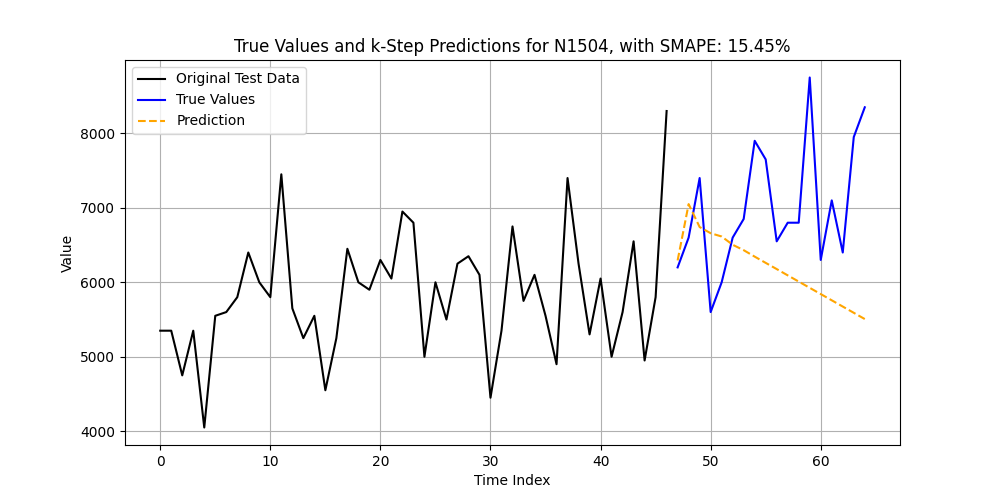 True Values and k-Step Predictions for N1504, with SMAPE: 15.45%
Original Test Data
True Values
Prediction
Value
8000
7000
6000
5000
4000
0 10 20 30 40 50 60
Time Index